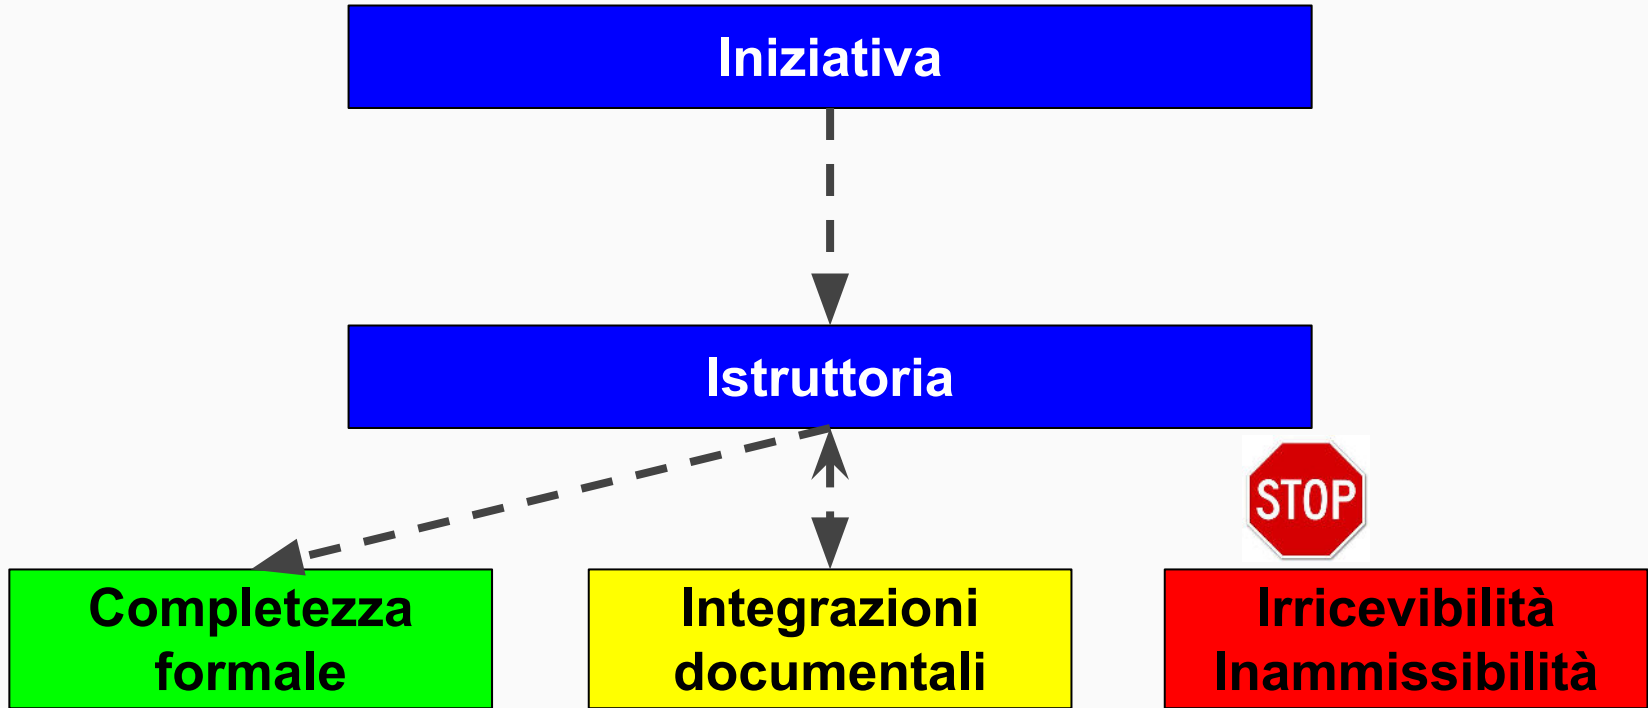 Iniziativa
Istruttoria
STOP
Completezza
formale
Integrazioni
documentali
Irricevibilità
Inammissibilità